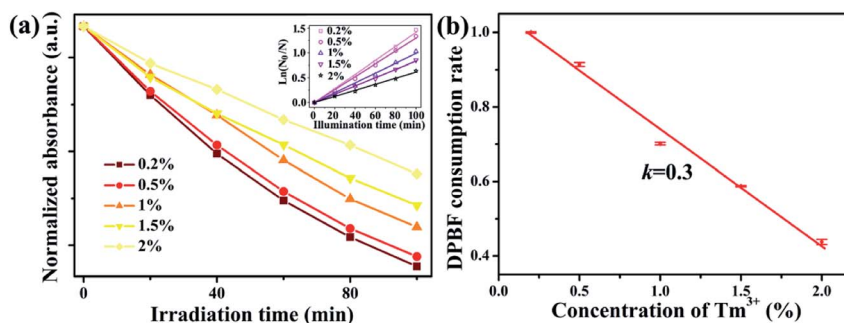 (a)
Normalized absorbance (a.u.)
0.2%
0.5%
1%
1.5%
2%
0 20 40 60 80
Irradiation time (min)
Ln(N₀/N)
1.5
1.0
0.5
0.0
0.2%
0.5%
1%
1.5%
2%
0 20 40 60 80 100
Illumination time (min)
(b)
DPBF consumption rate
1.0
0.8
0.6
0.4
k=0.3
0.0 0.5 1.0 1.5 2.0
Concentration of Tm³⁺ (%)